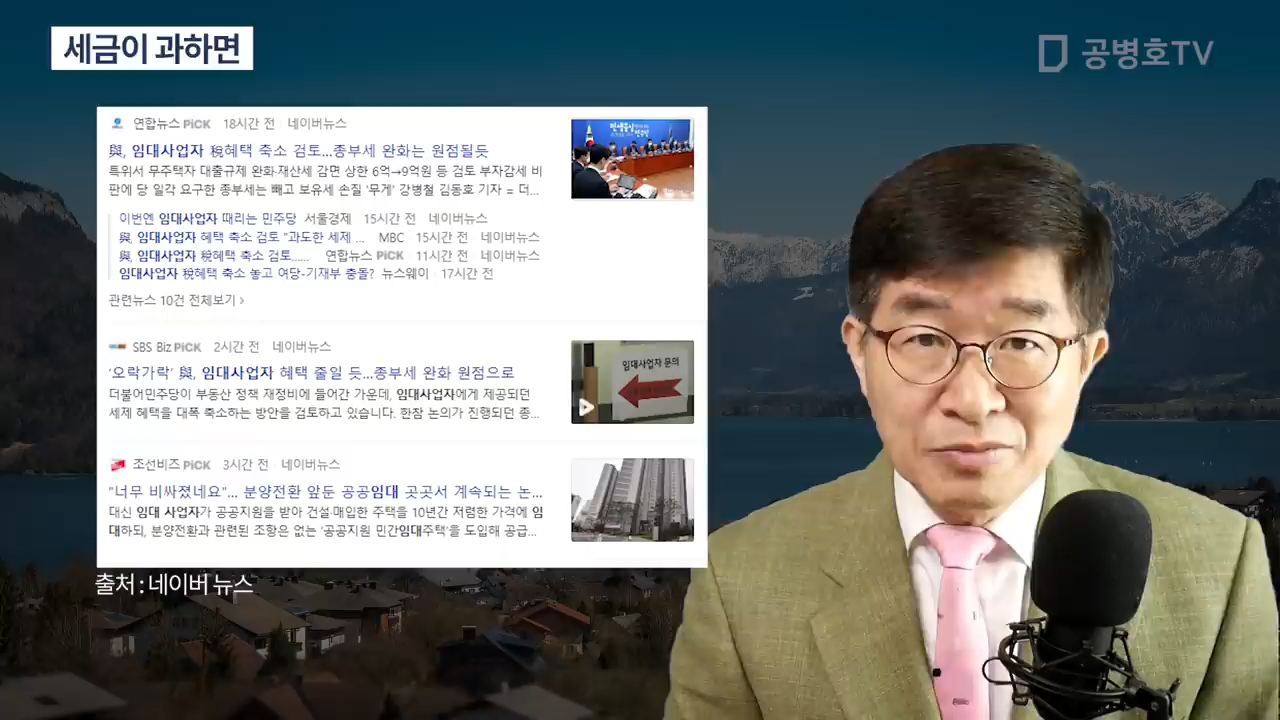 세금이 과하면
공병호TV
연합뉴스 PiCK 18시간 전 네이버뉴스
與, 임대사업자 稅혜택 축소 검토...종부세 완화는 원점될듯
특위서 무주택자 대출규제 완화·재산세 감면 상한 6억→9억원 등 검토 부자감세 비
판에 당 일각 요구한 종부세는 빼고 보유세 손질 '무게' 강병철 김동호 기자 = 더...
이번엔 임대사업자 때리는 민주당 서울경제 15시간 전 네이버뉴스
與, 임대사업자 혜택 축소 검토 "과도한 세제 ... MBC 15시간 전 네이버뉴스
與, 임대사업자 稅혜택 축소 검토...... 연합뉴스 PiCK 11시간 전 네이버뉴스
임대사업자 稅혜택 축소 놓고 여당-기재부 충돌? 뉴스웨이 17시간 전
관련뉴스 10건 전체보기 >
SBS Biz PiCK 2시간 전 네이버뉴스
'오락가락' 與, 임대사업자 혜택 줄일 듯...종부세 완화 원점으로
더불어민주당이 부동산 정책 재정비에 들어간 가운데, 임대사업자에게 제공되던
세제 혜택을 대폭 축소하는 방안을 검토하고 있습니다. 한참 논의가 진행되던 종...
임대사업자 문의
조선비즈 PiCK 3시간 전 네이버뉴스
"너무 비싸졌네요"... 분양전환 앞둔 공공임대 곳곳서 계속되는 논...
대신 임대 사업자가 공공지원을 받아 건설·매입한 주택을 10년간 저렴한 가격에 임
대하되, 분양전환과 관련된 조항은 없는 '공공지원 민간임대주택'을 도입해 공급...
출처 : 네이버 뉴스